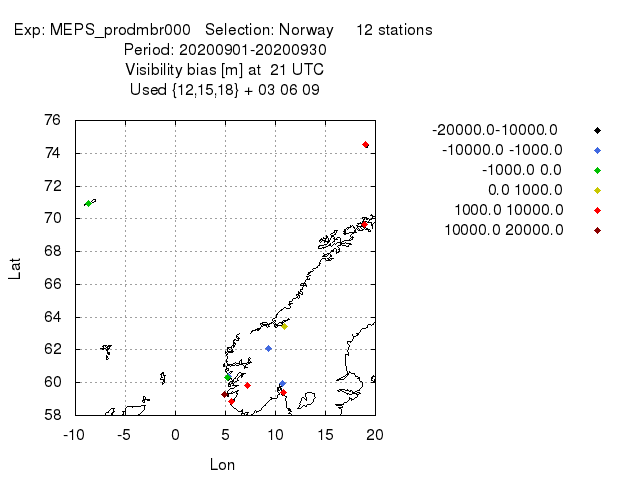 Exp: MEPS_prodmbr000 Selection: Norway 12 stations
Period: 20200901-20200930
Visibility bias [m] at 21 UTC
Used {12,15,18} + 03 06 09
-20000.0-10000.0
-10000.0 -1000.0
-1000.0 0.0
0.0 1000.0
1000.0 10000.0
10000.0 20000.0
76
74
72
70
68
66
64
62
60
58
Lat
-10 -5 0 5 10 15 20
Lon